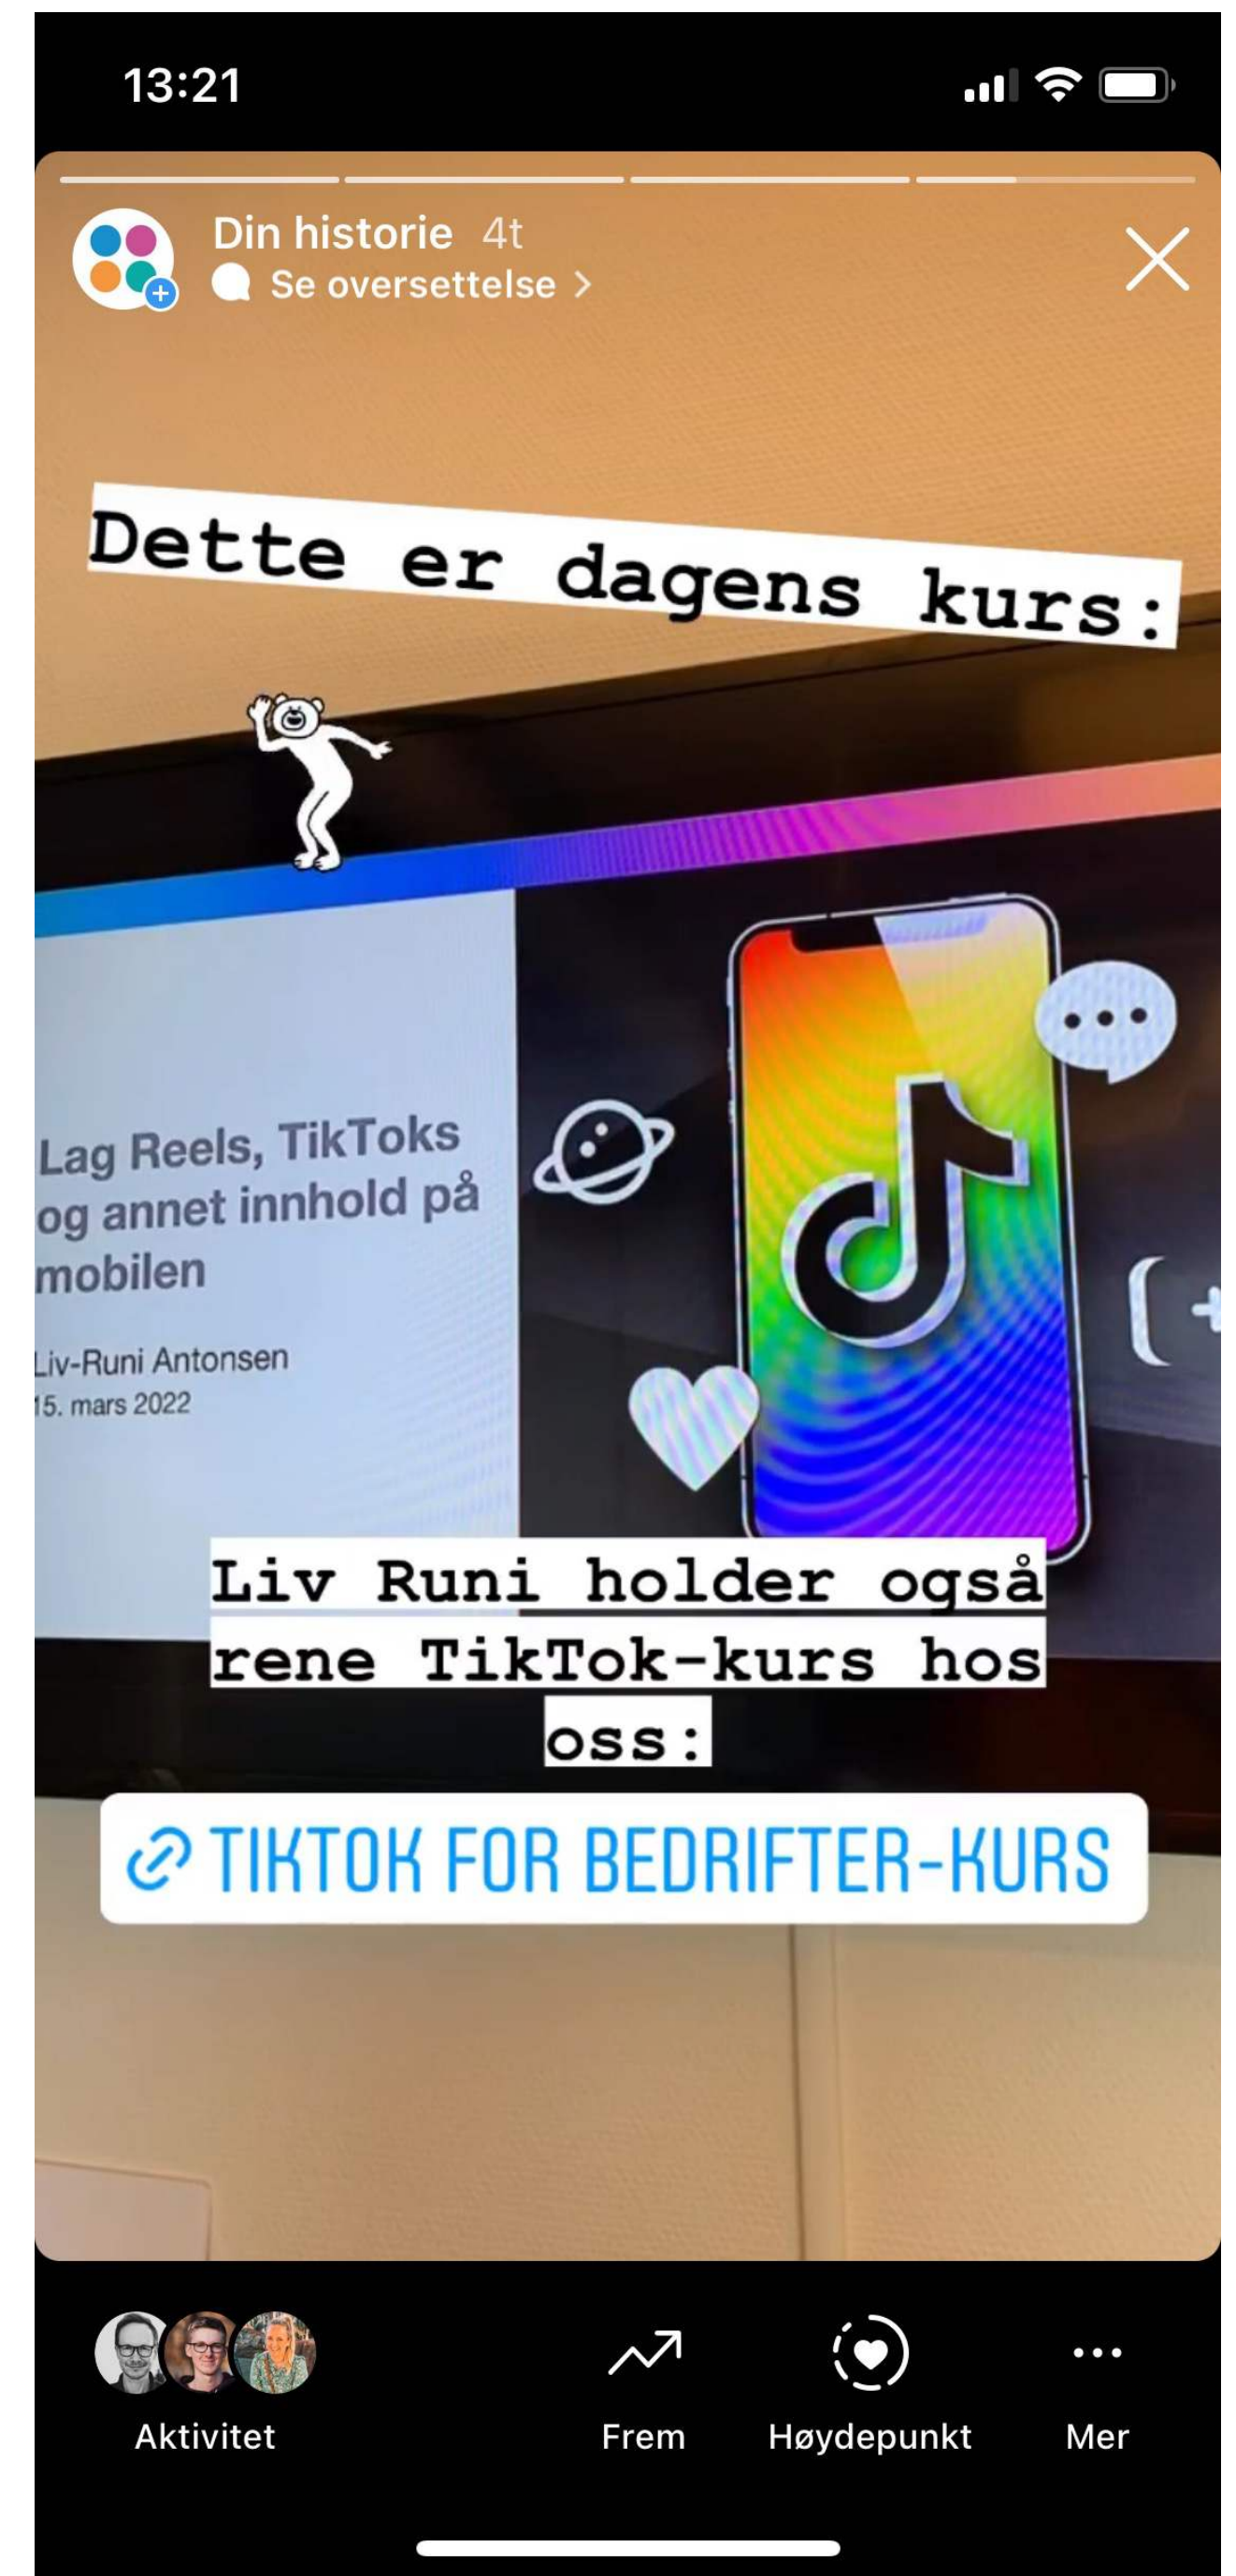 13:21
Din historie 4t
Se oversettelse >
Dette er dagens kurs:
Lag Reels, TikToks
og annet innhold på
mobilen
Liv-Runi Antonsen
15. mars 2022
Liv Runi holder også
rene TikTok-kurs hos
oss:
TIKTOK FOR BEDRIFTER-KURS
Aktivitet Frem Høydepunkt Mer